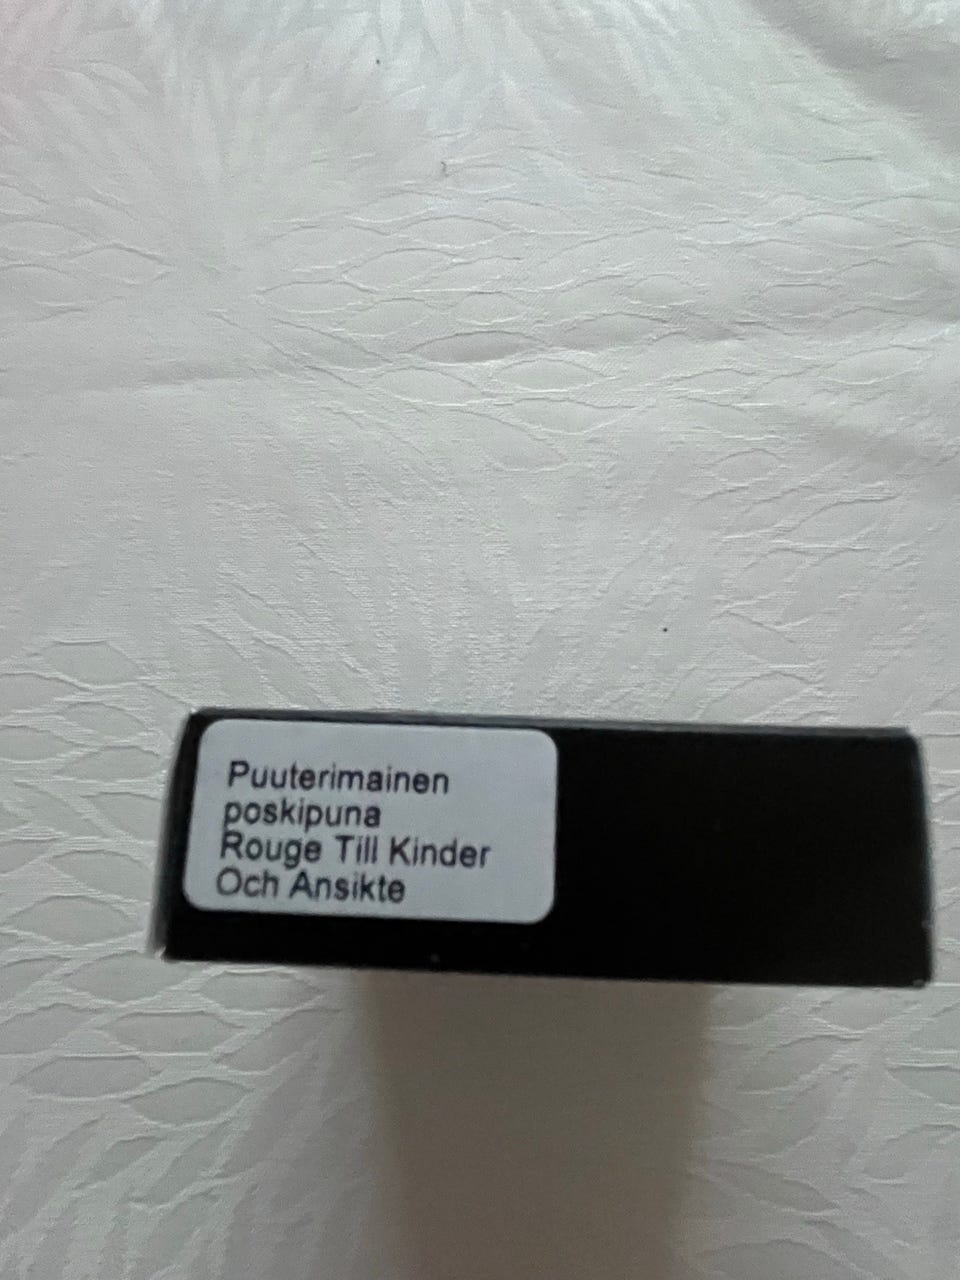 Puuterimainen
poskipuna
Rouge Till Kinder
Och Ansikte